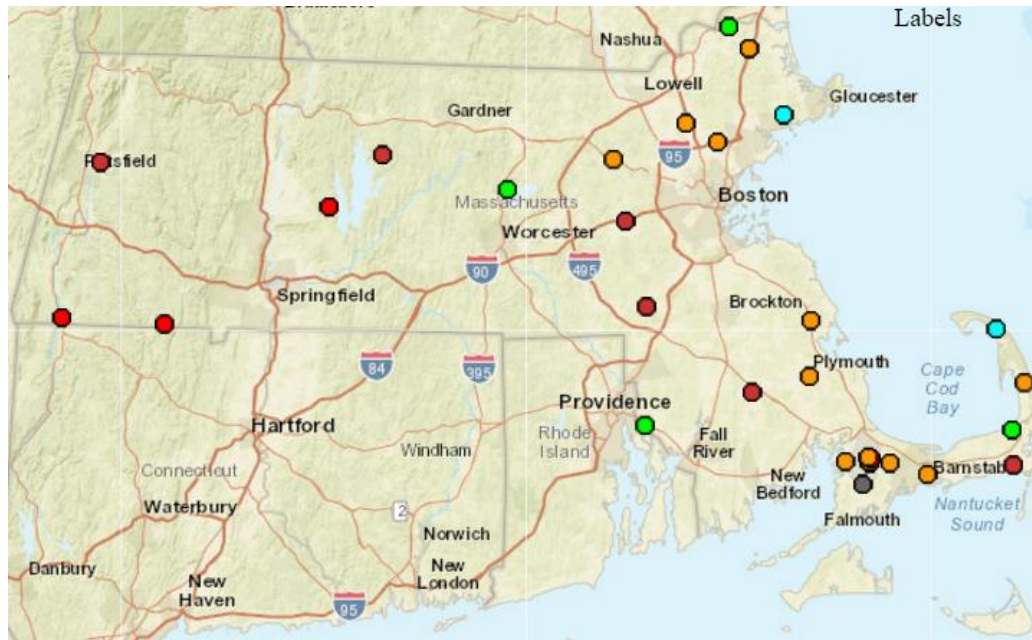 Labels
Nashua
Lowell
Gloucester
Gardner
95
Boston
Massachusetts
Worcester
90
495
Springfield
Brockton
84
395
Plymouth
Cape
Cod
Bay
Providence
Hartford
Rhode
Island
Windham
Fall
River
Connecticut
New
Bedford
Nantucket
Sound
Waterbury
2
Falmouth
Norwich
Danbury
New
London
New
Haven
95